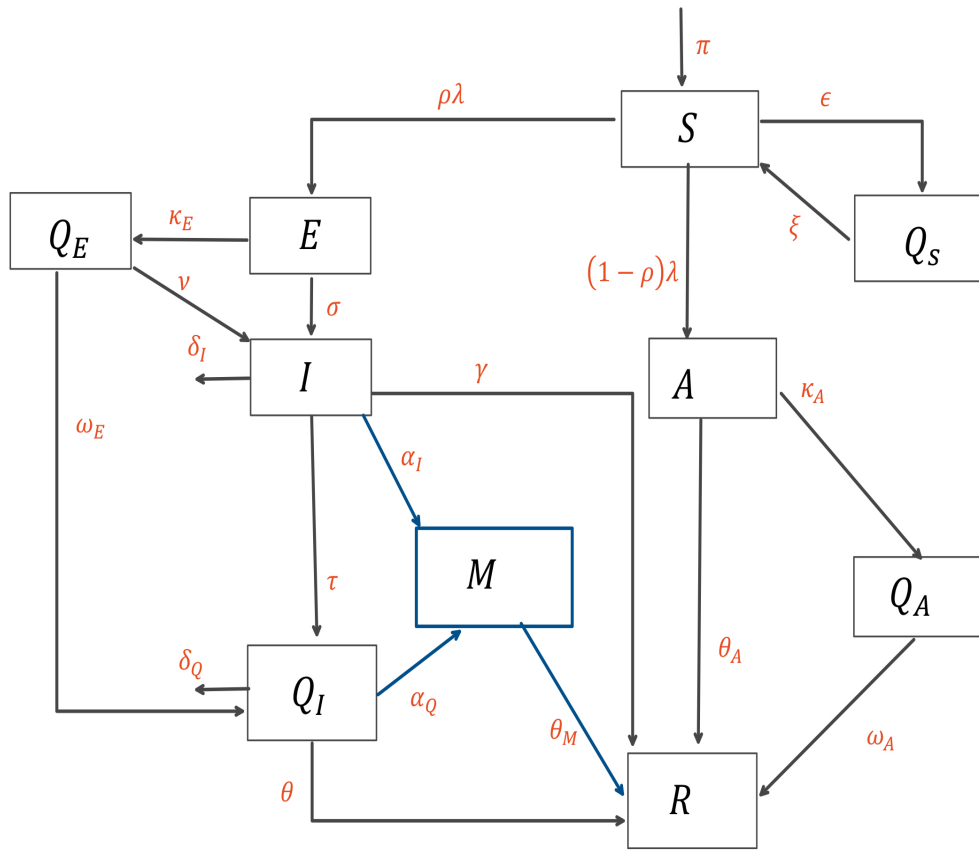 π
ρλ
ϵ
S
Q_E
κ_E
E
ξ
Q_s
ν
σ
(1 − ρ)λ
δ_I
I
γ
A
κ_A
ω_E
α_I
M
τ
Q_A
δ_Q
Q_I
α_Q
θ_M
θ_A
ω_A
θ
R